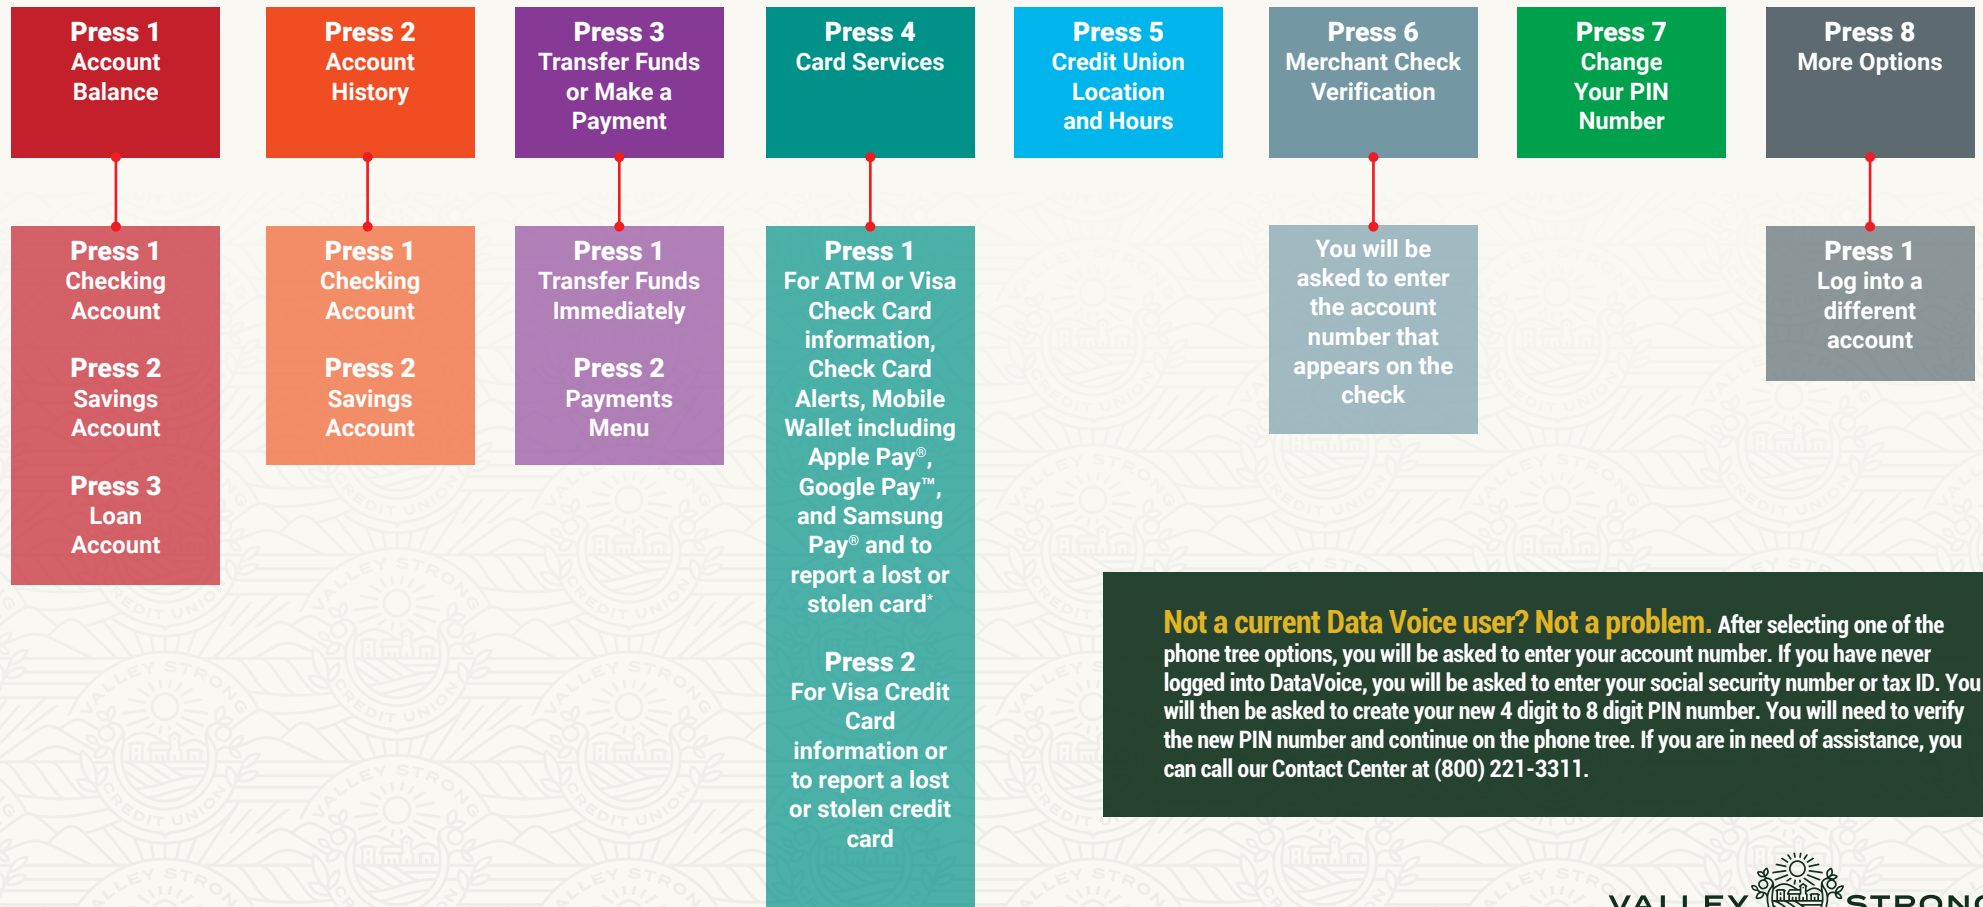 Press 1
Account
Balance
Press 2
Account
History
Press 3
Transfer Funds
or Make a
Payment
Press 4
Card Services
Press 5
Credit Union
Location
and Hours
Press 6
Merchant Check
Verification
Press 7
Change
Your PIN
Number
Press 8
More Options
Press 1
Checking
Account
Press 2
Savings
Account
Press 3
Loan
Account
Press 1
Checking
Account
Press 2
Savings
Account
Press 1
Transfer Funds
Immediately
Press 2
Payments
Menu
Press 1
For ATM or Visa
Check Card
information,
Check Card
Alerts, Mobile
Wallet including
Apple Pay®,
Google Pay™,
and Samsung
Pay® and to
report a lost or
stolen card*
Press 2
For Visa Credit
Card
information or
to report a lost
or stolen credit
card
You will be
asked to enter
the account
number that
appears on the
check
Press 1
Log into a
different
account
Not a current Data Voice user? Not a problem. After selecting one of the
phone tree options, you will be asked to enter your account number. If you have never
logged into DataVoice, you will be asked to enter your social security number or tax ID. You
will then be asked to create your new 4 digit to 8 digit PIN number. You will need to verify
the new PIN number and continue on the phone tree. If you are in need of assistance, you
can call our Contact Center at (800) 221-3311.
VALLEY STRONG